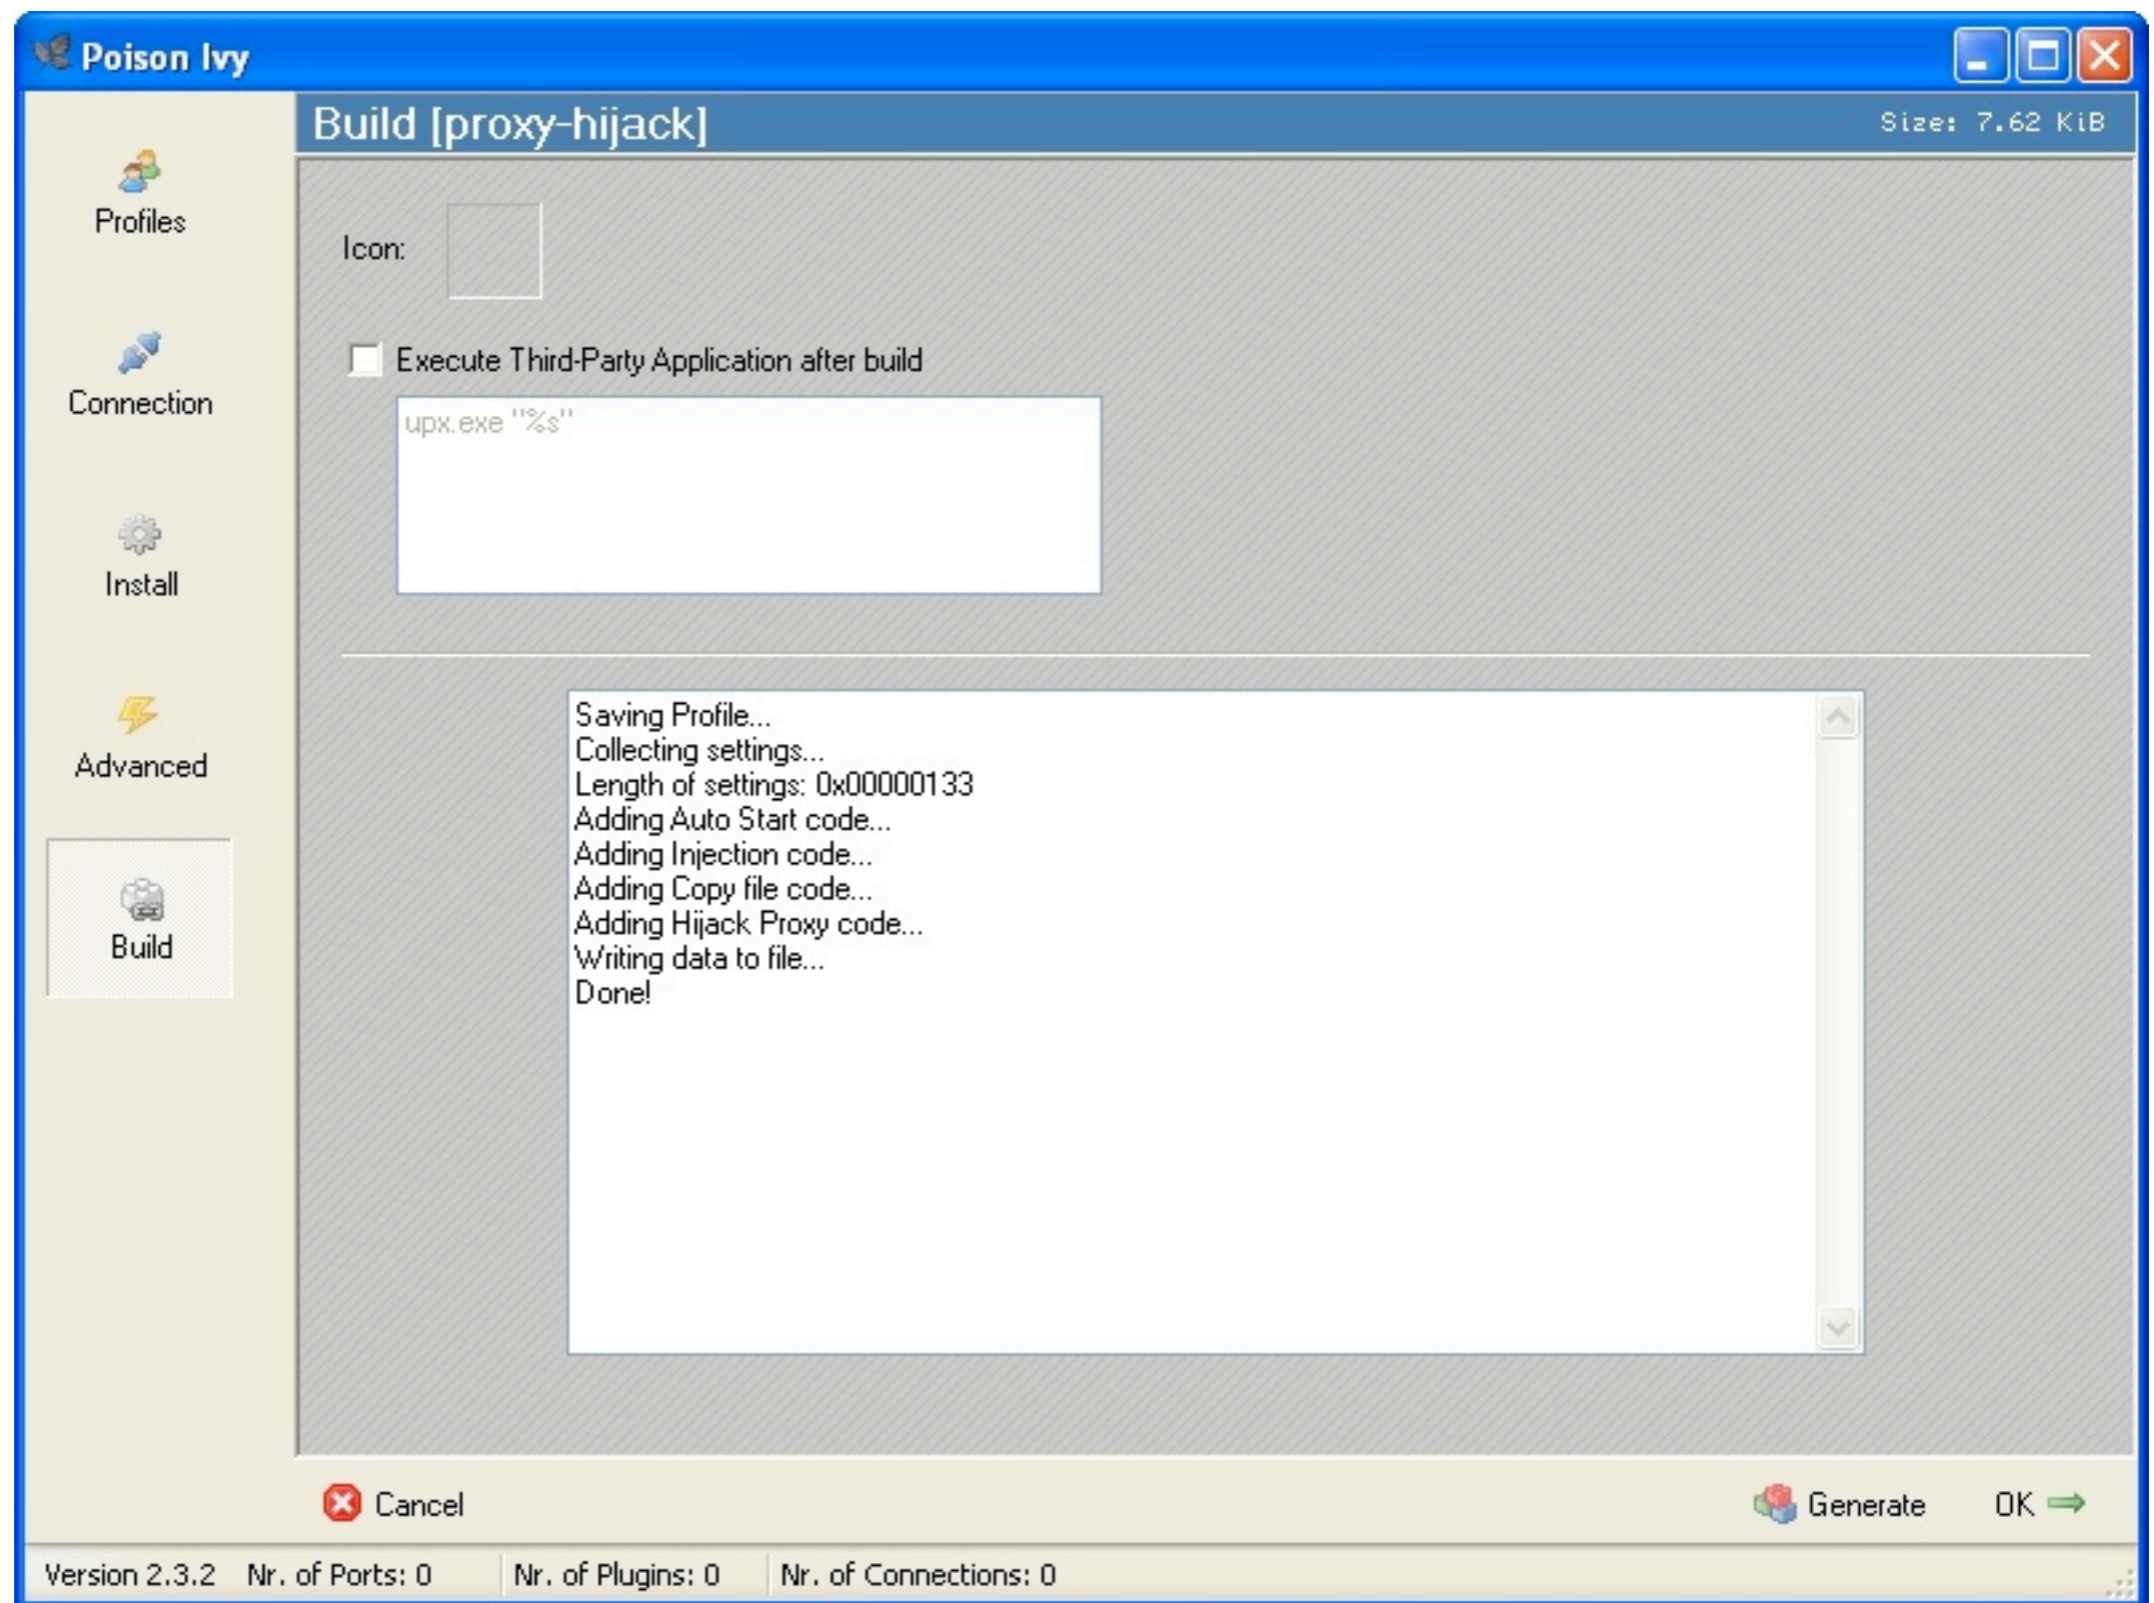 Poison Ivy
Build [proxy-hijack]
Size: 7.62 KiB
Profiles
Connection
Install
Advanced
Build
Icon:
Execute Third-Party Application after build
upx.exe "%s"
Saving Profile...
Collecting settings...
Length of settings: 0x00000133
Adding Auto Start code...
Adding Injection code...
Adding Copy file code...
Adding Hijack Proxy code...
Writing data to file...
Done!
Cancel
Generate
OK
Version 2.3.2 Nr. of Ports: 0 Nr. of Plugins: 0 Nr. of Connections: 0